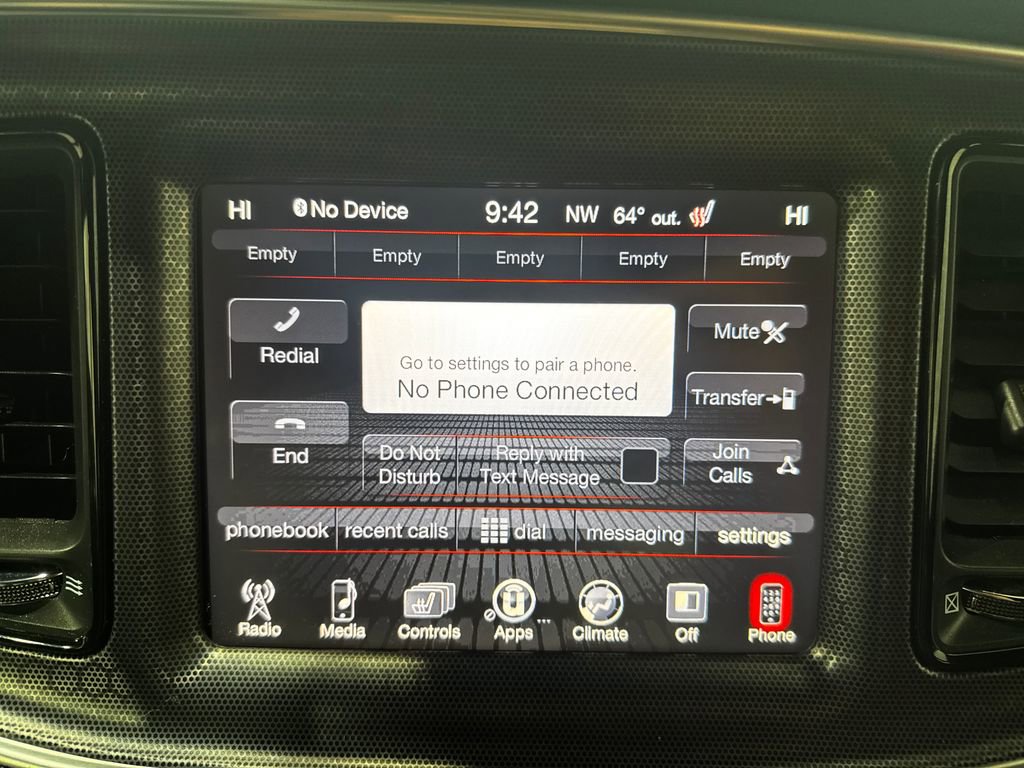 HI No Device 9:42 NW 64° out. HI
Empty Empty Empty Empty Empty
Redial
Go to settings to pair a phone.
No Phone Connected
Mute
Transfer
End
Do Not
Disturb
Reply with
Text Message
Join
Calls
phonebook recent calls dial messaging settings
Radio Media Controls Apps ... Climate Off Phone